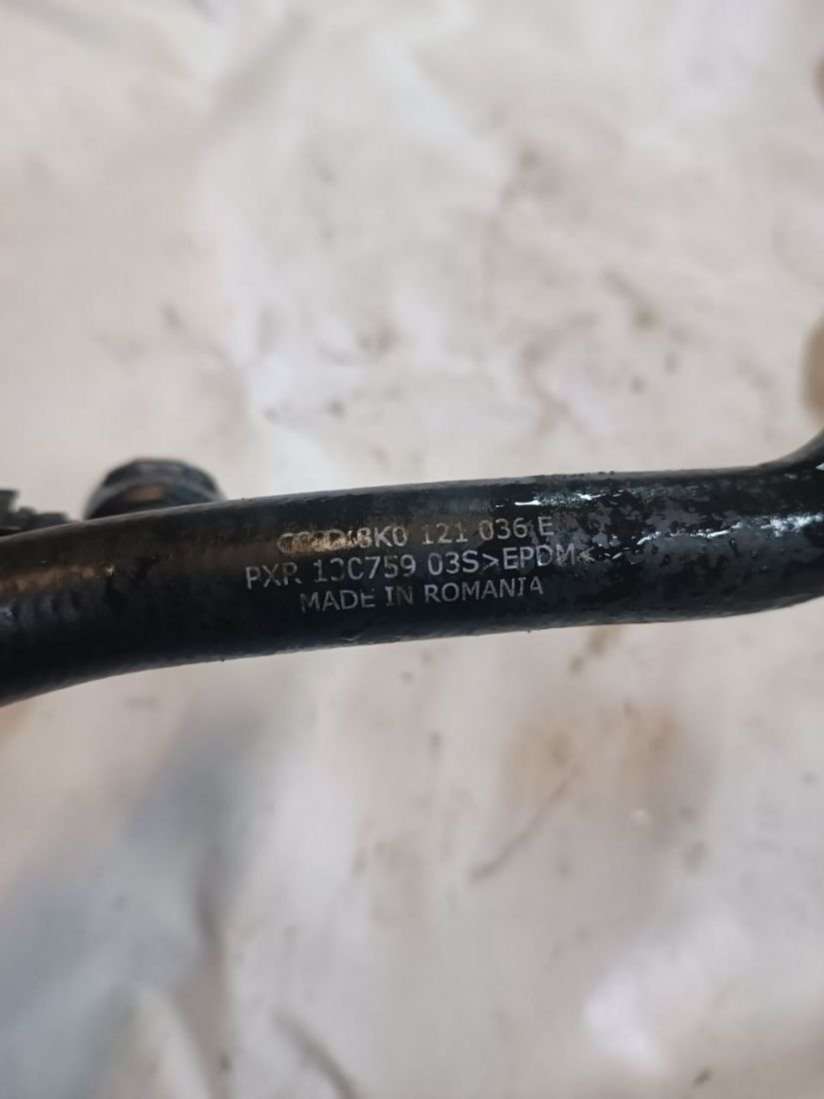 8K0 121 036 E
PXR 13C759 03S>EPDM<
MADE IN ROMANIA